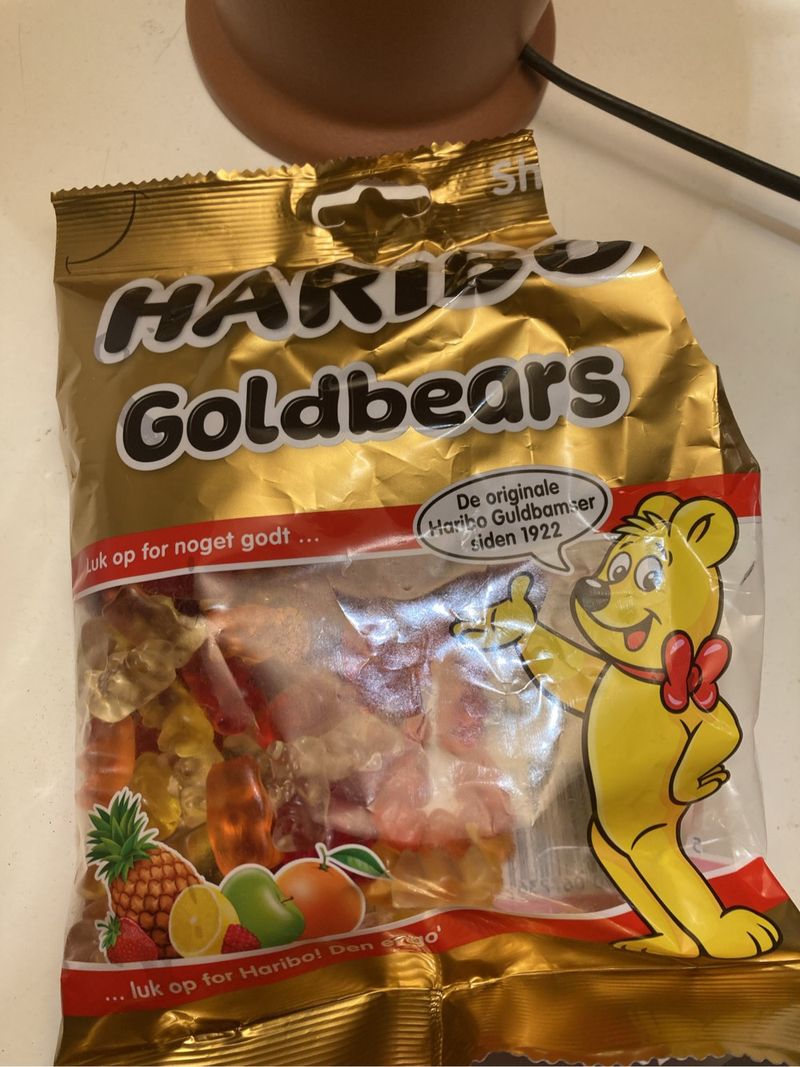 Sh
HARIBO
Goldbears
De originale
Haribo Guldbamser
siden 1922
Luk op for noget godt ...
... luk op for Haribo! Den er go'